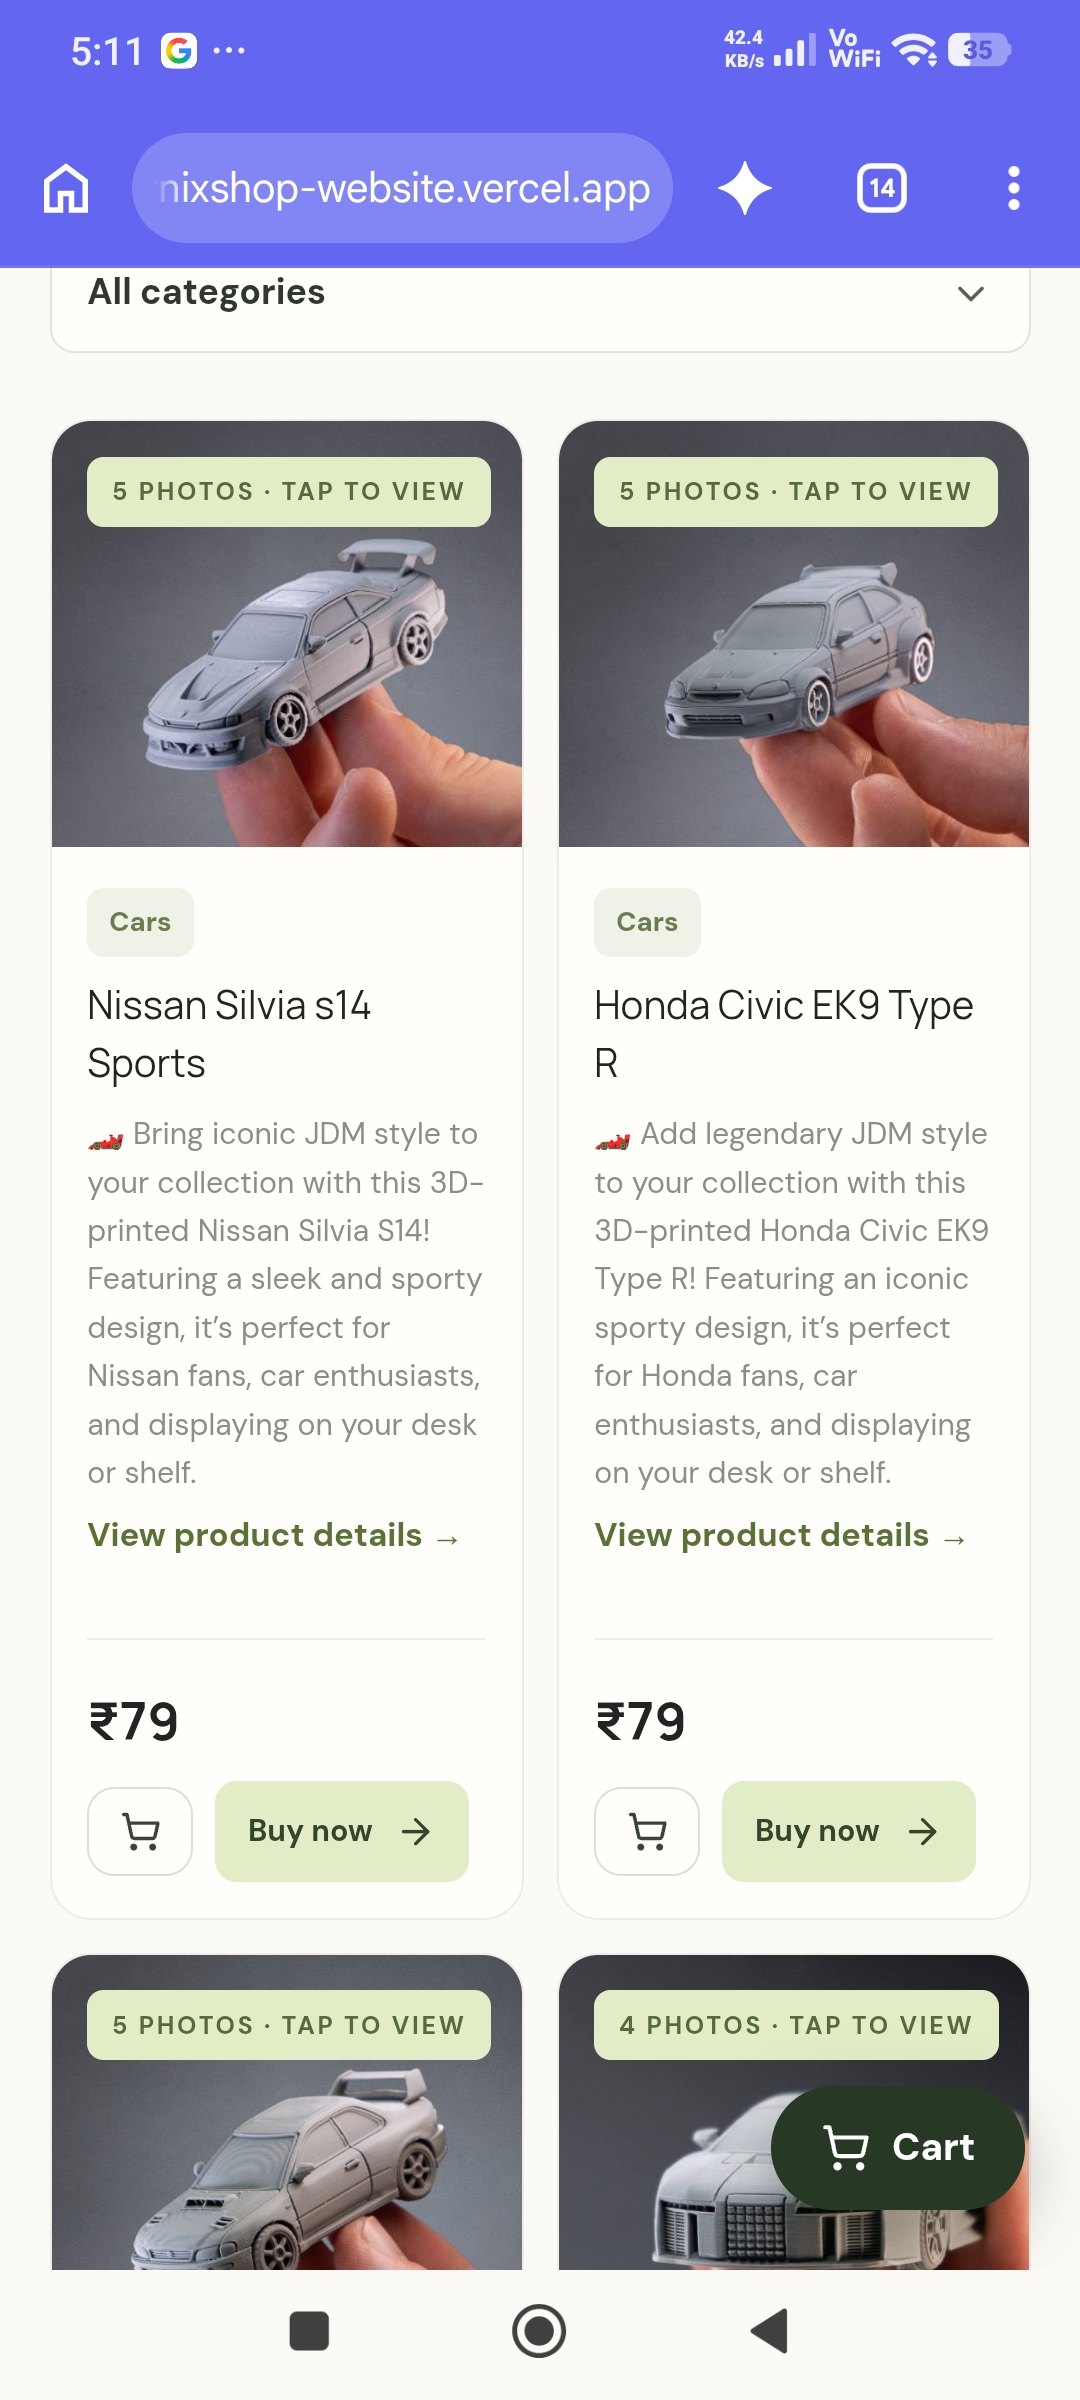 5:11 G ...
42.4 KB/s Vo WiFi 35
nixshop-website.vercel.app
14
All categories
5 PHOTOS · TAP TO VIEW
Cars
Nissan Silvia s14
Sports
🏎️ Bring iconic JDM style to
your collection with this 3D-
printed Nissan Silvia S14!
Featuring a sleek and sporty
design, it’s perfect for
Nissan fans, car enthusiasts,
and displaying on your desk
or shelf.
View product details →
₹79
Buy now →
5 PHOTOS · TAP TO VIEW
Cars
Honda Civic EK9 Type
R
🏎️ Add legendary JDM style
to your collection with this
3D-printed Honda Civic EK9
Type R! Featuring an iconic
sporty design, it’s perfect
for Honda fans, car
enthusiasts, and displaying
on your desk or shelf.
View product details →
₹79
Buy now →
5 PHOTOS · TAP TO VIEW
4 PHOTOS · TAP TO VIEW
Cart